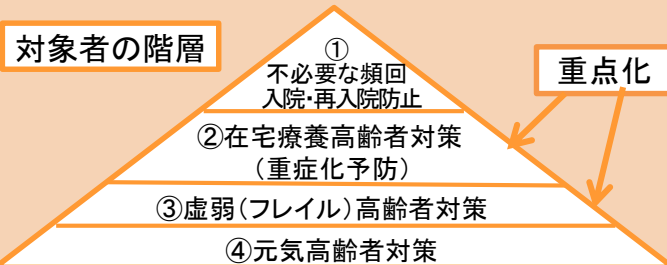 対象者の階層
①
不必要な頻回
入院・再入院防止
重点化
②在宅療養高齢者対策
(重症化予防)
③虚弱(フレイル)高齢者対策
④元気高齢者対策